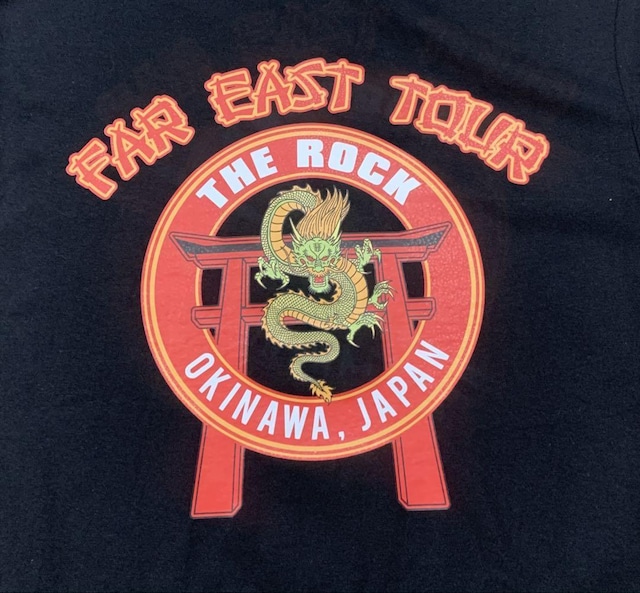 FAR EAST TOUR
THE ROCK
OKINAWA, JAPAN